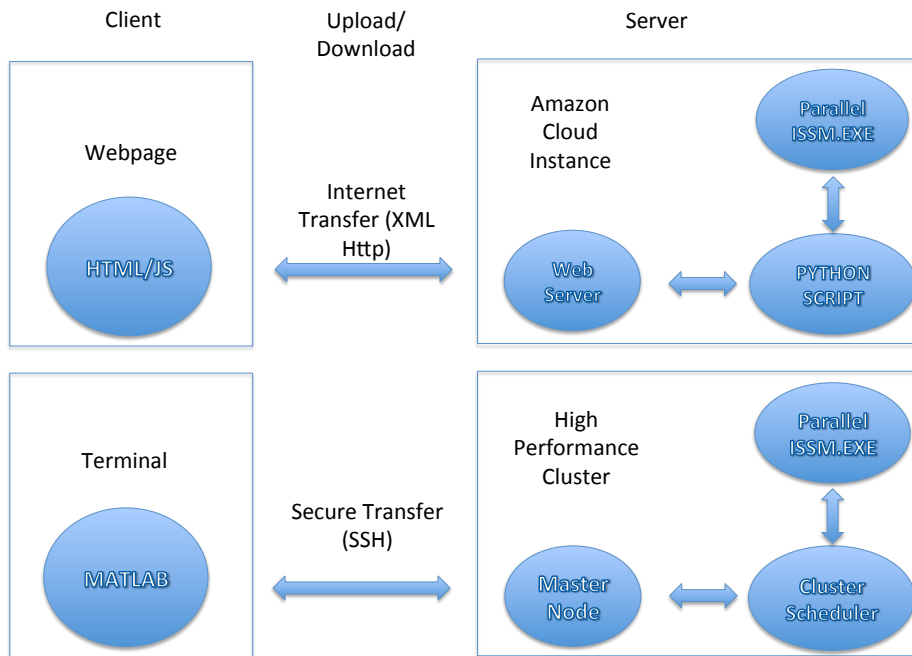 Client
Upload/
Download
Server
Webpage
HTML/JS
Internet
Transfer (XML
Http)
Amazon
Cloud
Instance
Parallel
ISSM.EXE
Web
Server
PYTHON
SCRIPT
Terminal
MATLAB
Secure Transfer
(SSH)
High
Performance
Cluster
Parallel
ISSM.EXE
Master
Node
Cluster
Scheduler